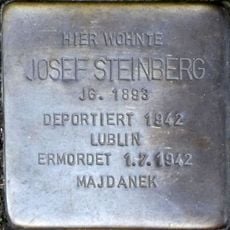 HIER WOHNTE
JOSEF STEINBERG
JG. 1893
DEPORTIERT 1942
LUBLIN
ERMORDET 1.7.1942
MAJDANEK